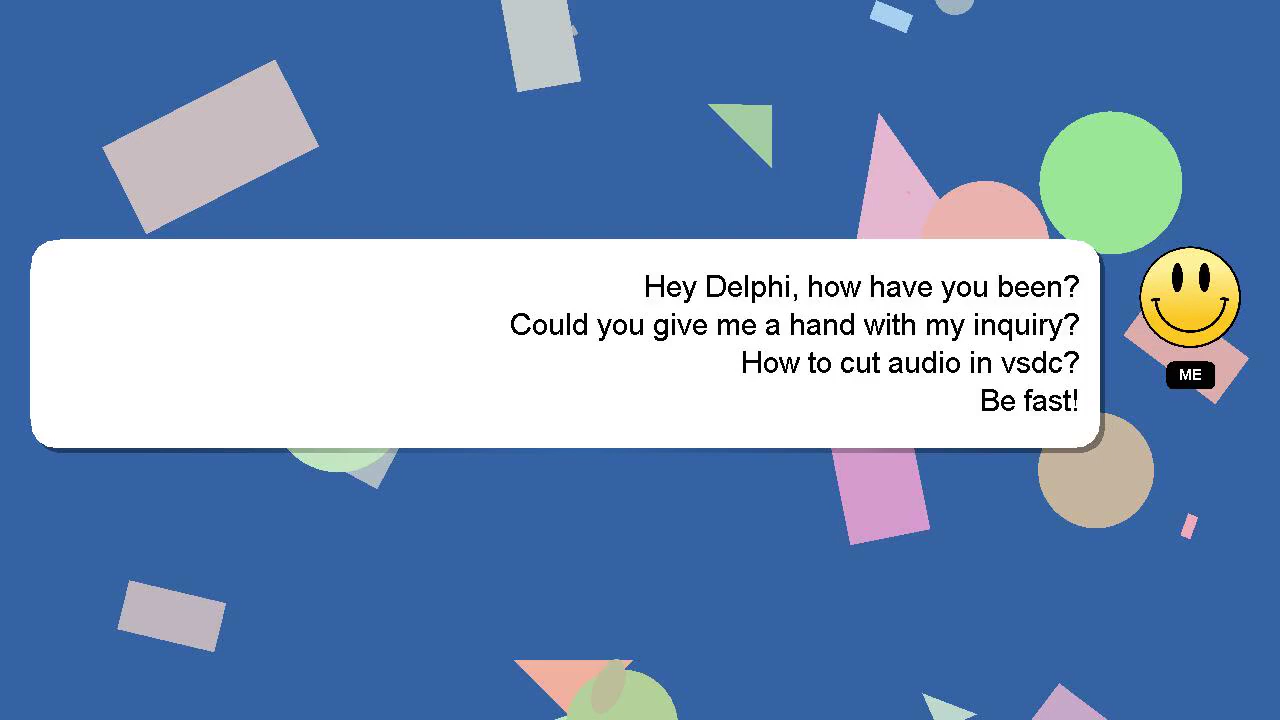 Hey Delphi, how have you been?
Could you give me a hand with my inquiry?
How to cut audio in vsdc?
Be fast!
ME